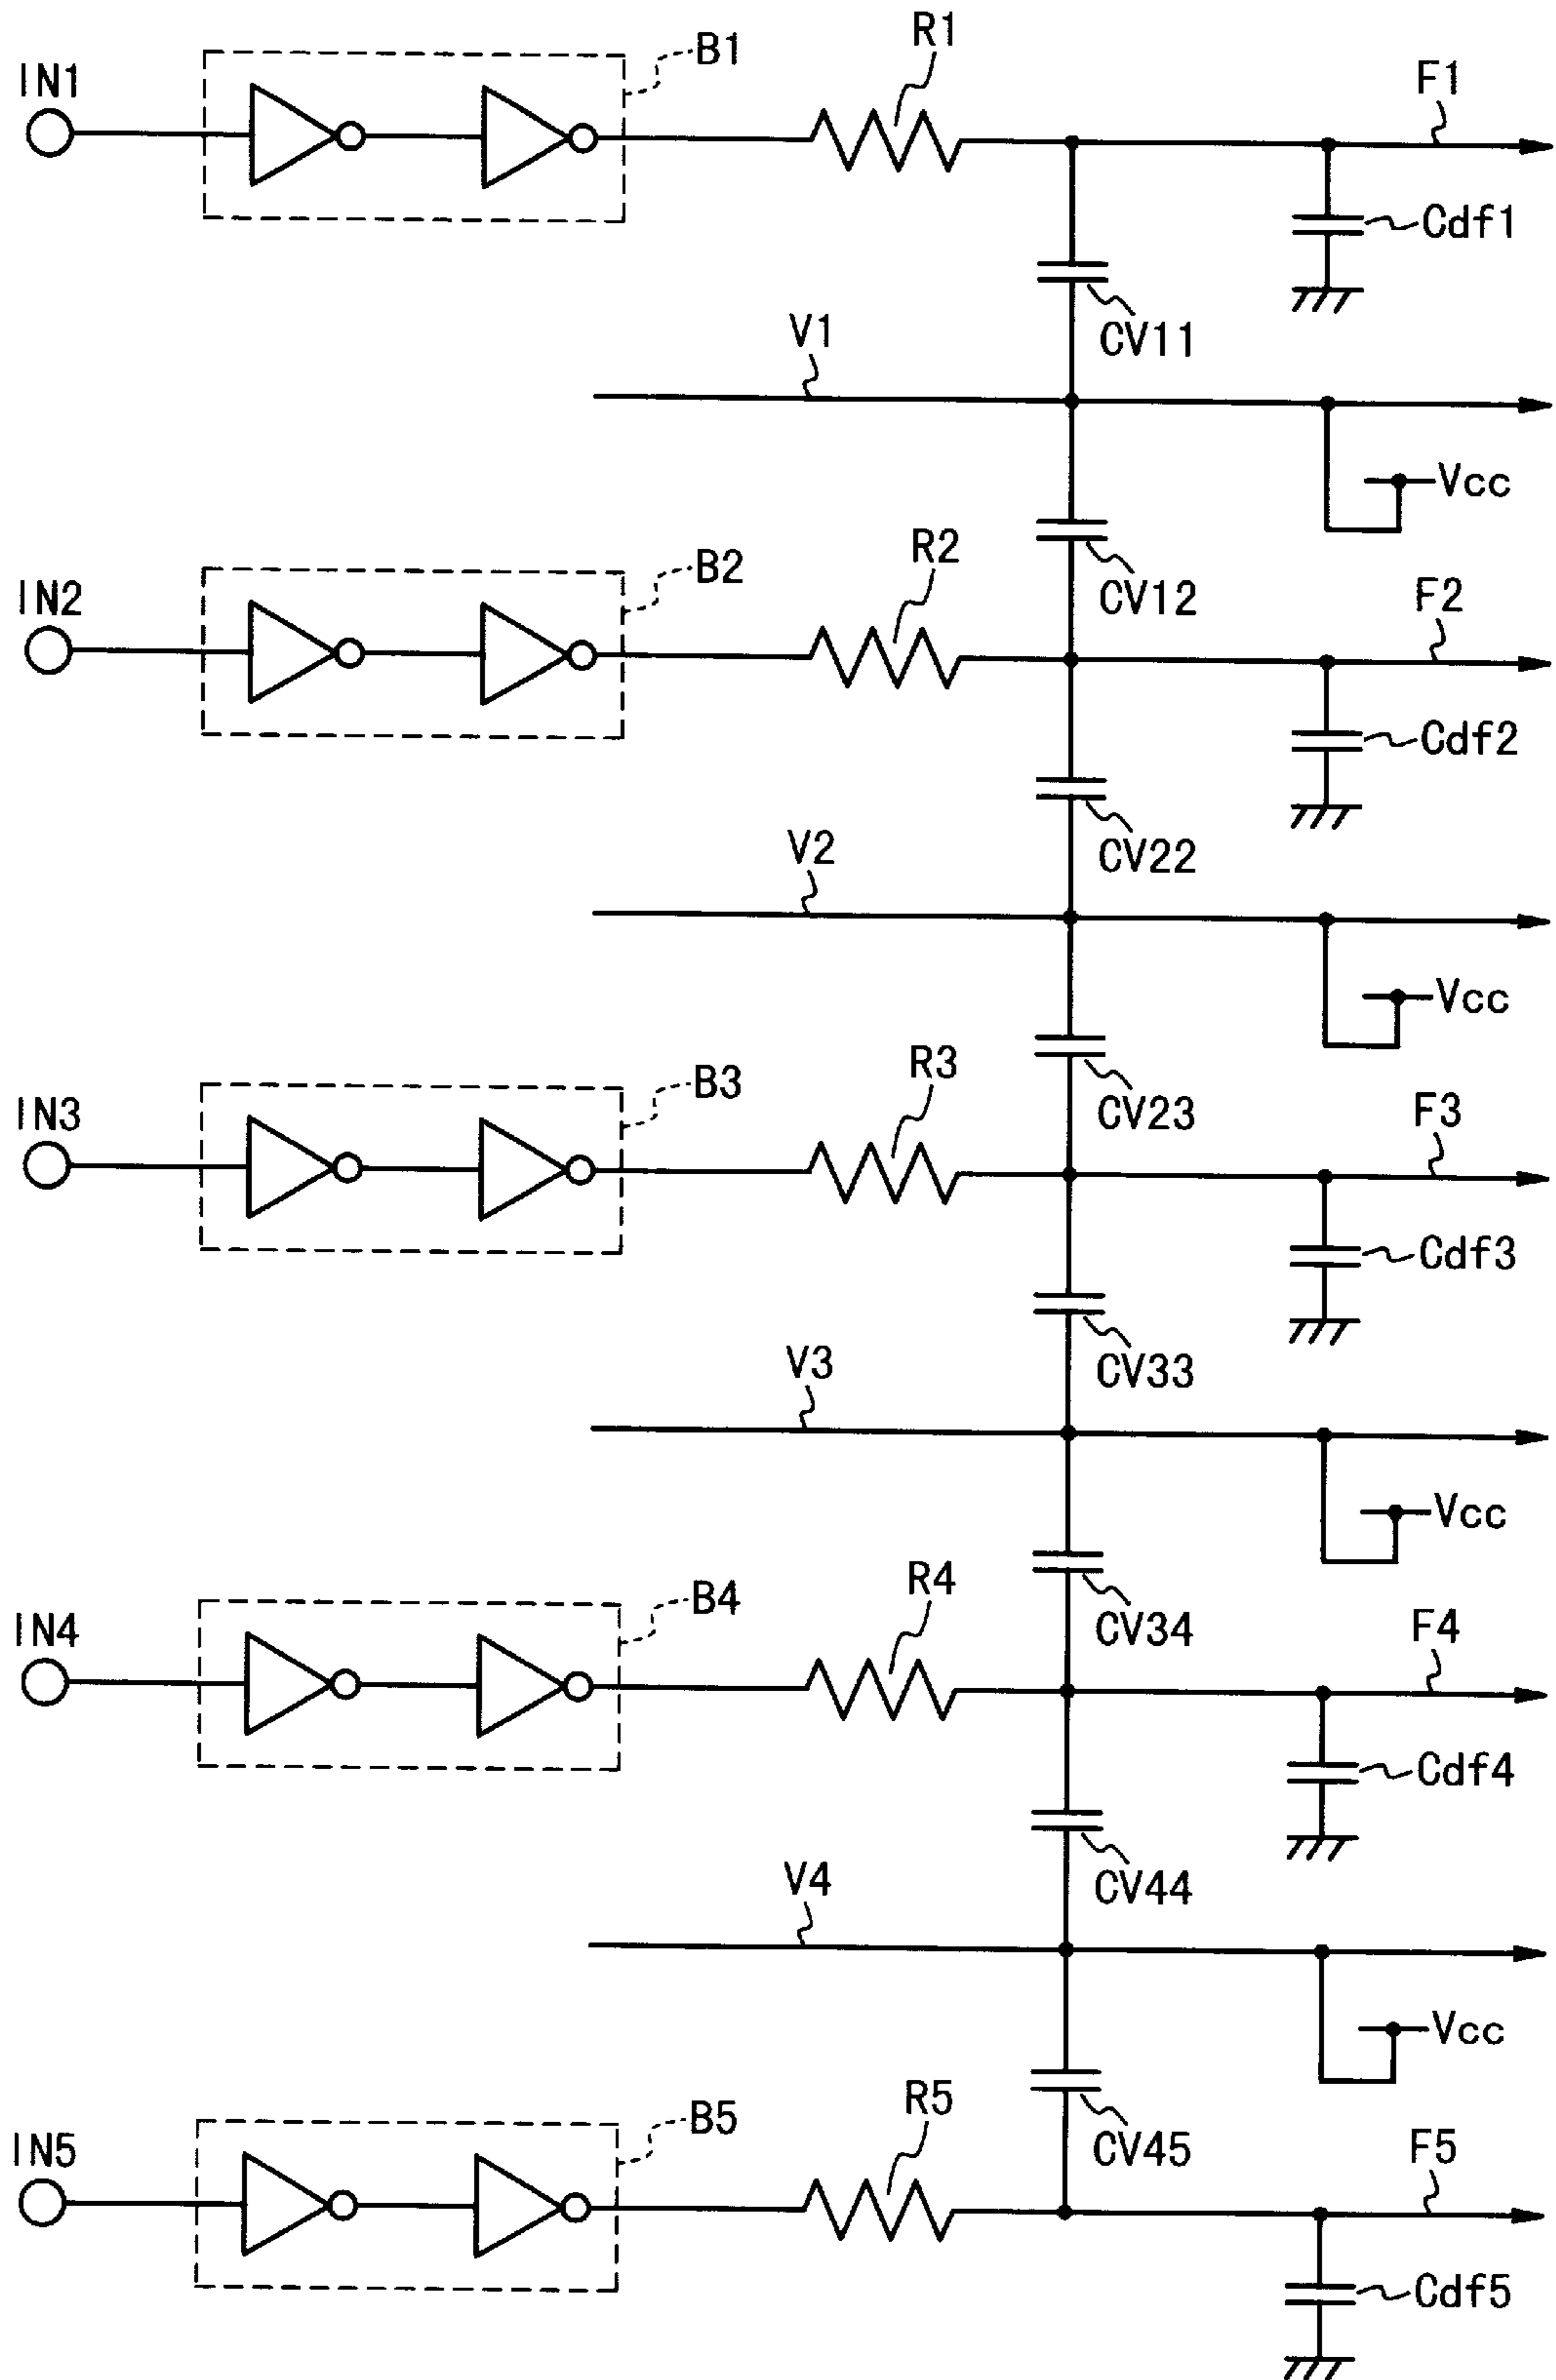 R1
B1
IN1
F1
Cdf1
CV11
V1
Vcc
R2
B2
IN2
CV12
F2
Cdf2
V2
CV22
Vcc
R3
B3
IN3
CV23
F3
Cdf3
V3
CV33
Vcc
R4
B4
IN4
CV34
F4
Cdf4
V4
CV44
Vcc
R5
B5
IN5
CV45
F5
Cdf5